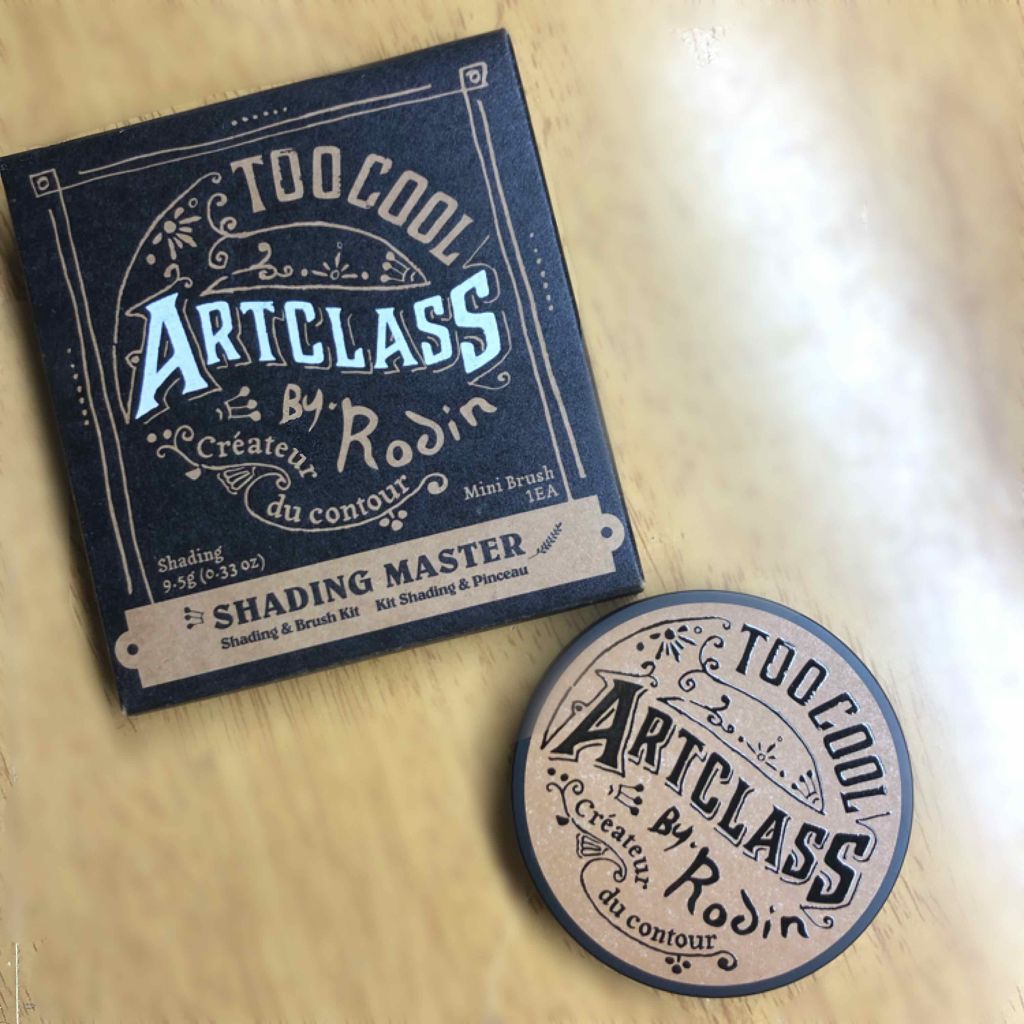 TOO COOL
ARTCLASS
By. Rodin
Créateur
du contour
Mini Brush
1EA
Shading
9.5g (0.33 oz)
SHADING MASTER
Shading & Brush Kit Kit Shading & Pinceau
TOO COOL
ARTCLASS
By. Rodin
Créateur
du contour